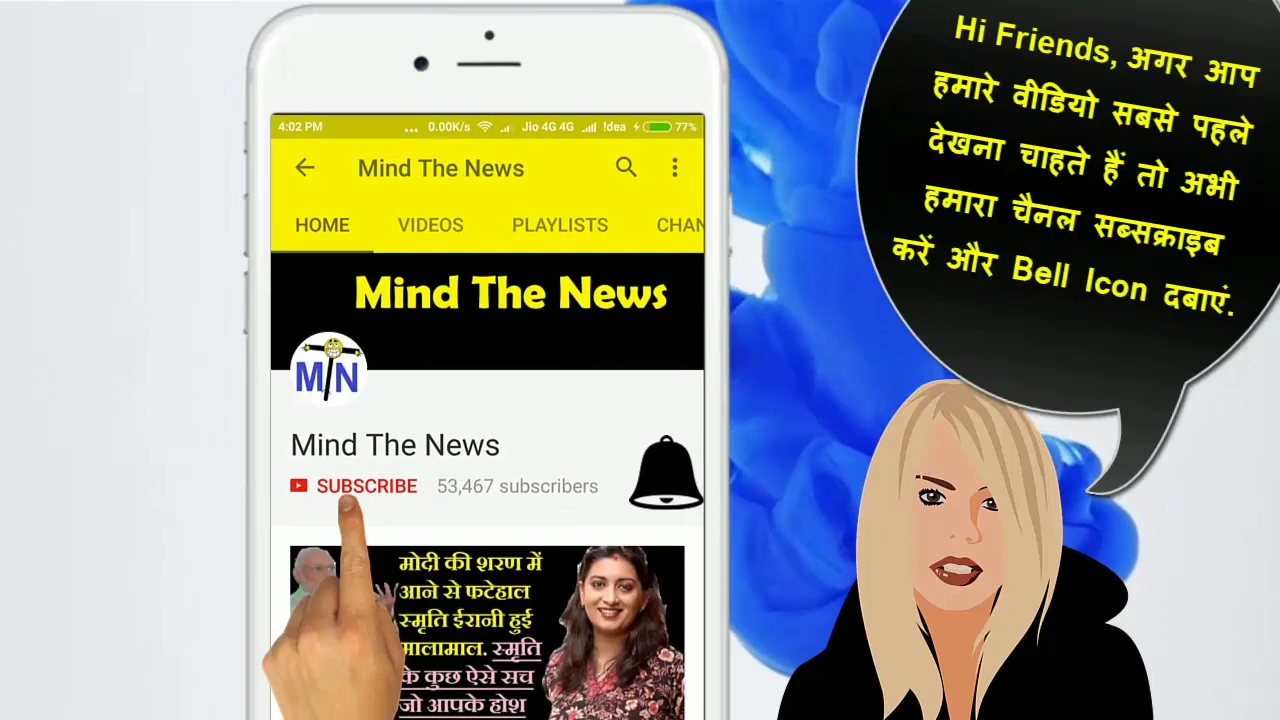 4:02 PM ... 0.00K/s Jio 4G 4G !dea 77%
Mind The News
HOME VIDEOS PLAYLISTS CHAN
Mind The News
MTN
Mind The News
SUBSCRIBE 53,467 subscribers
मोदी की शरण में
आने से फटेहाल
स्मृति ईरानी हुई
मालामाल. स्मृति
के कुछ ऐसे सच
जो आपके होश
Hi Friends, अगर आप
हमारे वीडियो सबसे पहले
देखना चाहते हैं तो अभी
हमारा चैनल सब्सक्राइब
करें और Bell Icon दबाएं.